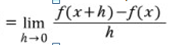 = lim h→0 f(x+h)−f(x) / h